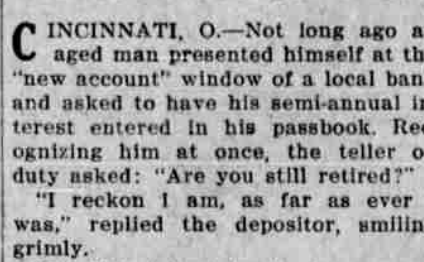 CINCINNATI, O.—Not long ago a
aged man presented himself at th
"new account" window of a local ban
and asked to have his semi-annual in
terest entered in his passbook. Rec
ognizing him at once, the teller o
duty asked: "Are you still retired?"
"I reckon I am, as far as ever
was," replied the depositor, smilin
grimly.